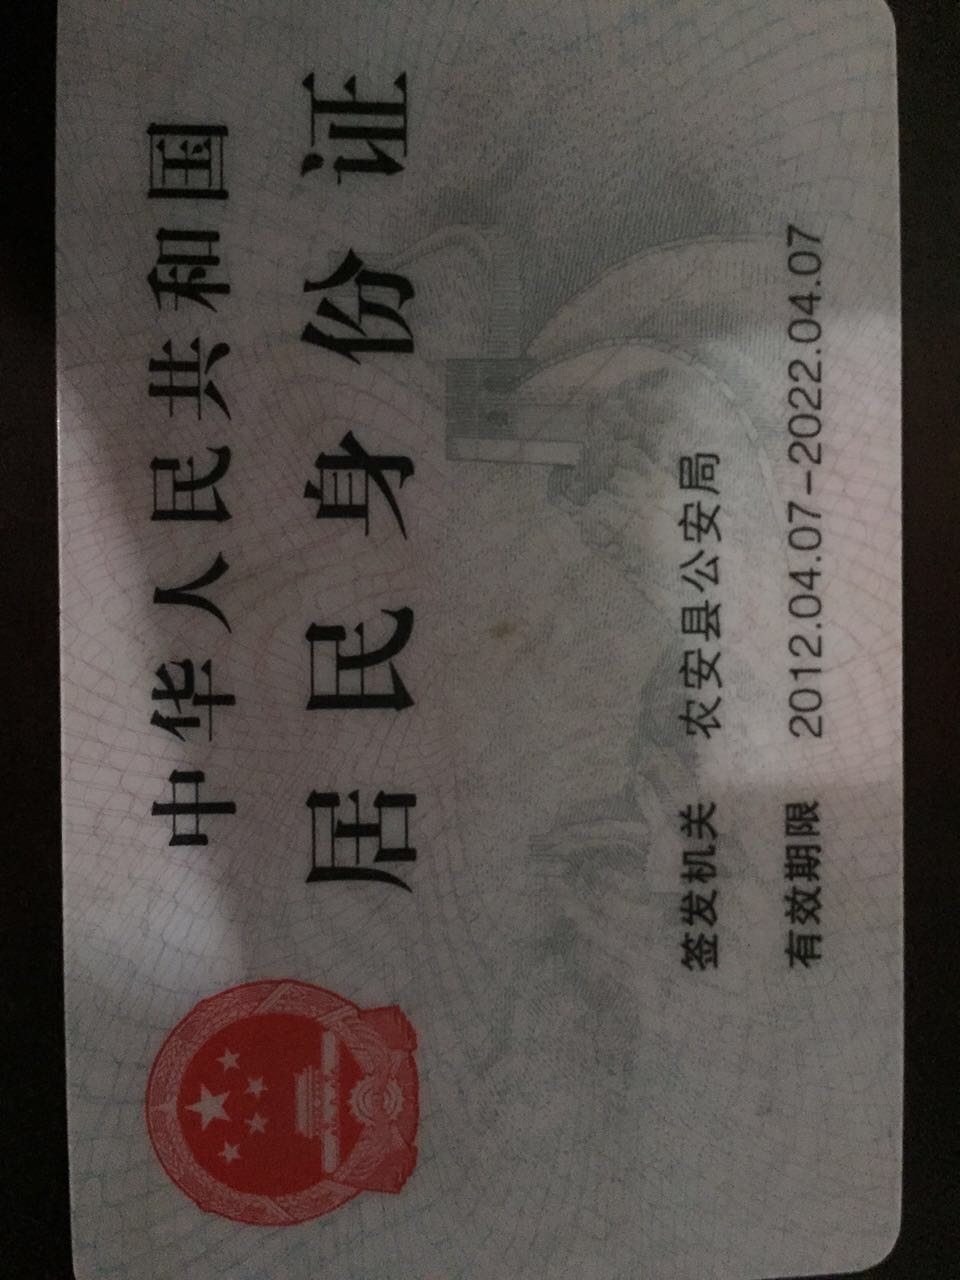 中华人民共和国
居民身份证
签发机关 农安县公安局
有效期限 2012.04.07-2022.04.07